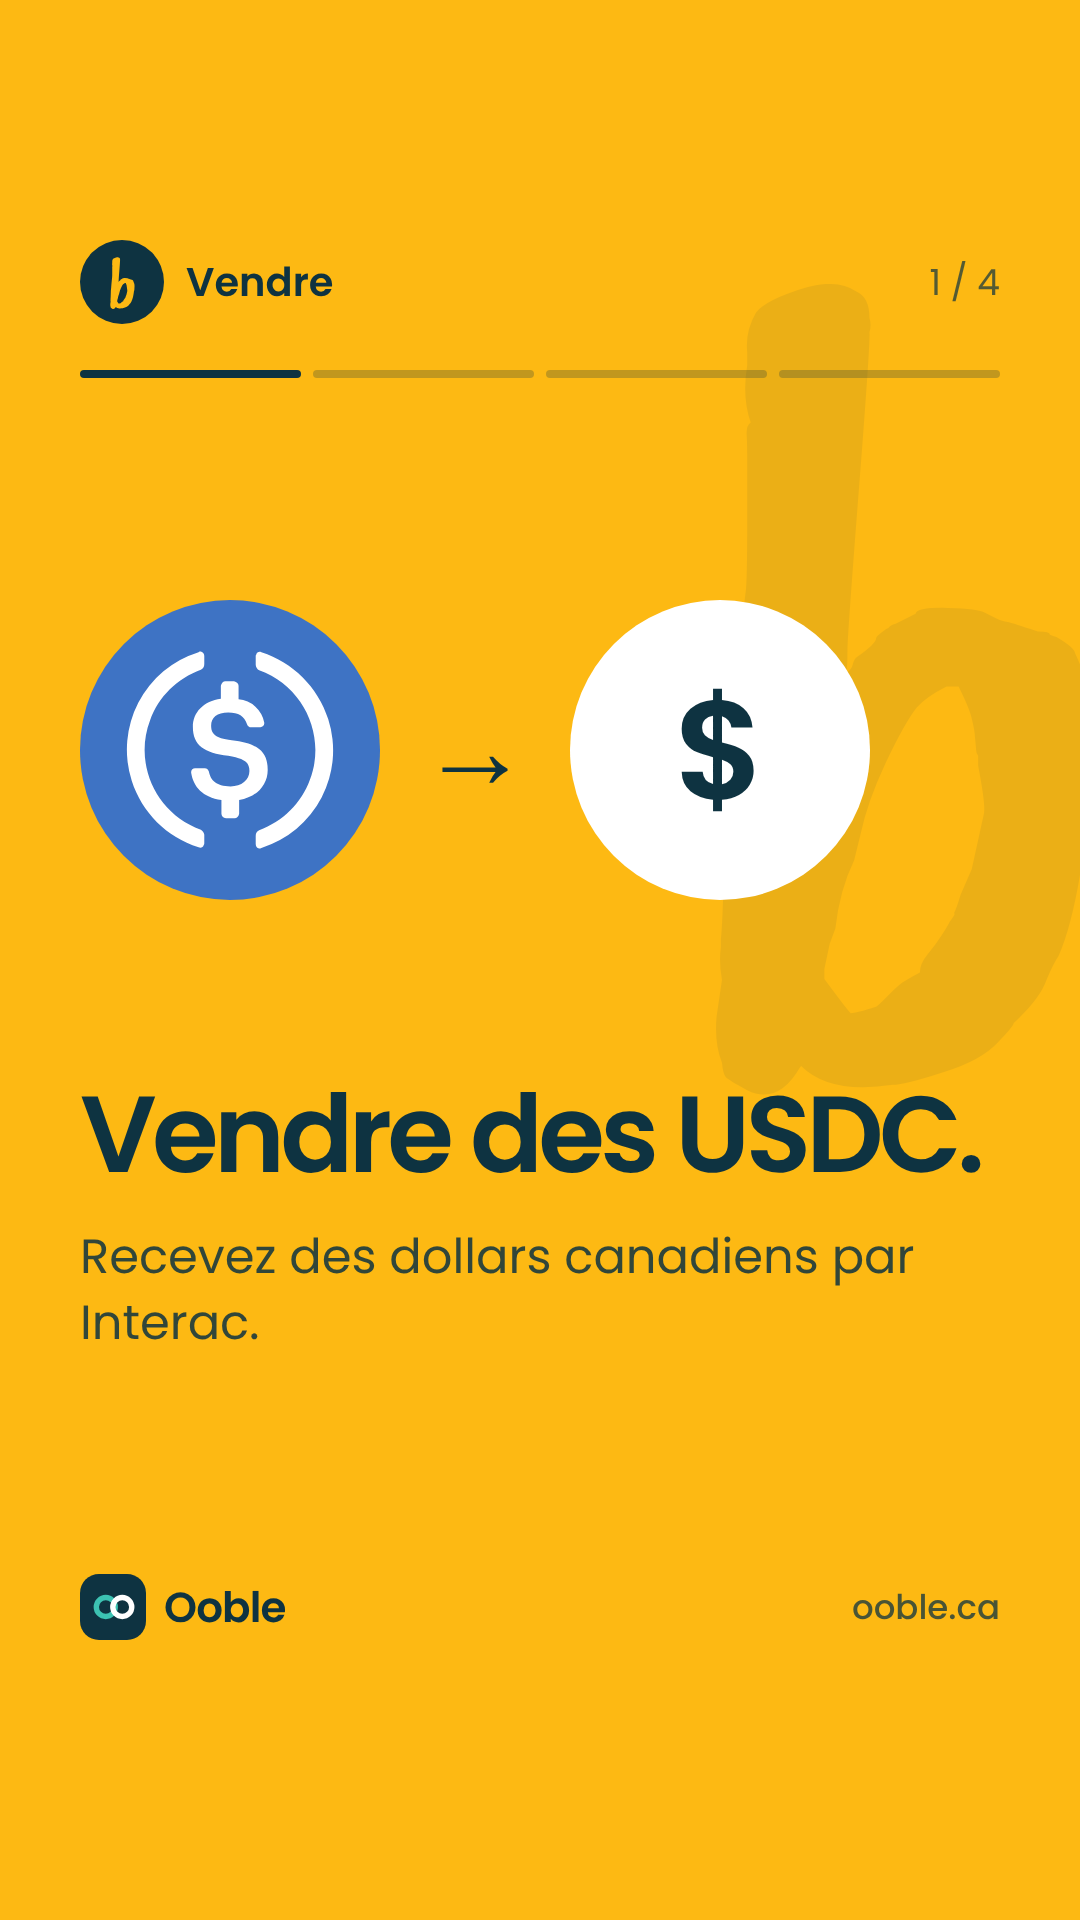 b Vendre
1 / 4
$ → $
Vendre des USDC.
Recevez des dollars canadiens par
Interac.
Ooble
ooble.ca